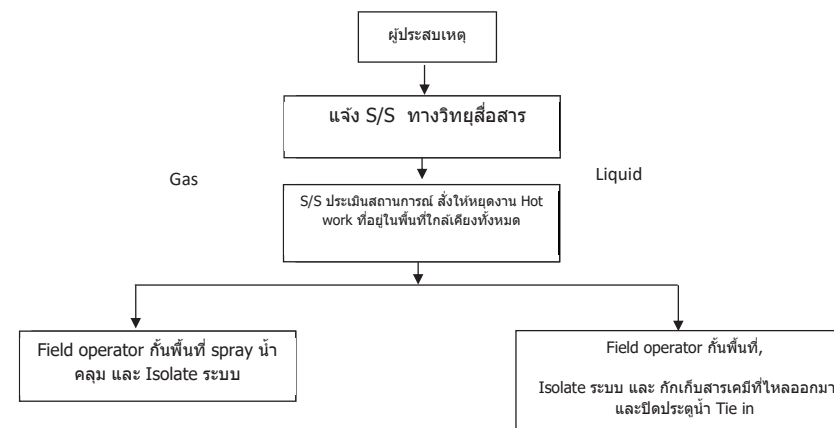 ผู้ประสบเหตุ
แจ้ง S/S ทางวิทยุสื่อสาร
Gas
Liquid
S/S ประเมินสถานการณ์ สั่งให้หยุดงาน Hot
work ที่อยู่ในพื้นที่ใกล้เคียงทั้งหมด
Field operator กั้นพื้นที่ spray น้ำ
คลุม และ Isolate ระบบ
Field operator กั้นพื้นที่,
Isolate ระบบ และ กักเก็บสารเคมีที่ไหลออกมา
และปิดประตูน้ำ Tie in